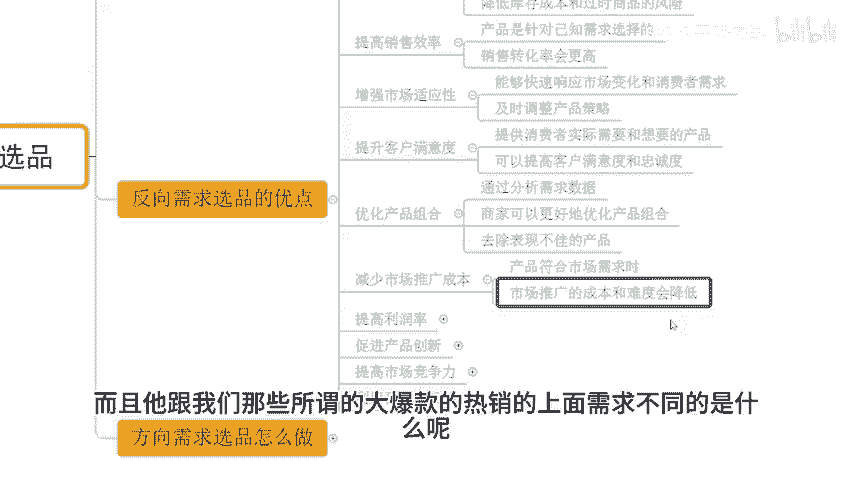 降低库存成本和过时商品的风险
产品是针对已知需求选择的
提高销售效率
销售转化率会更高
能够快速响应市场变化和消费者需求
增强市场适应性
及时调整产品策略
提供消费者实际需要和想要的产品
提升客户满意度
可以提高客户满意度和忠诚度
选品
反向需求选品的优点
通过分析需求数据
优化产品组合
商家可以更好地优化产品组合
去除表现不佳的产品
产品符合市场需求时
减少市场推广成本
市场推广的成本和难度会降低
提高利润率
促进产品创新
提高市场竞争力
而且他跟我们那些所谓的大爆款的热销的上面需求不同的是什
么呢
方向需求选品怎么做
bilibili